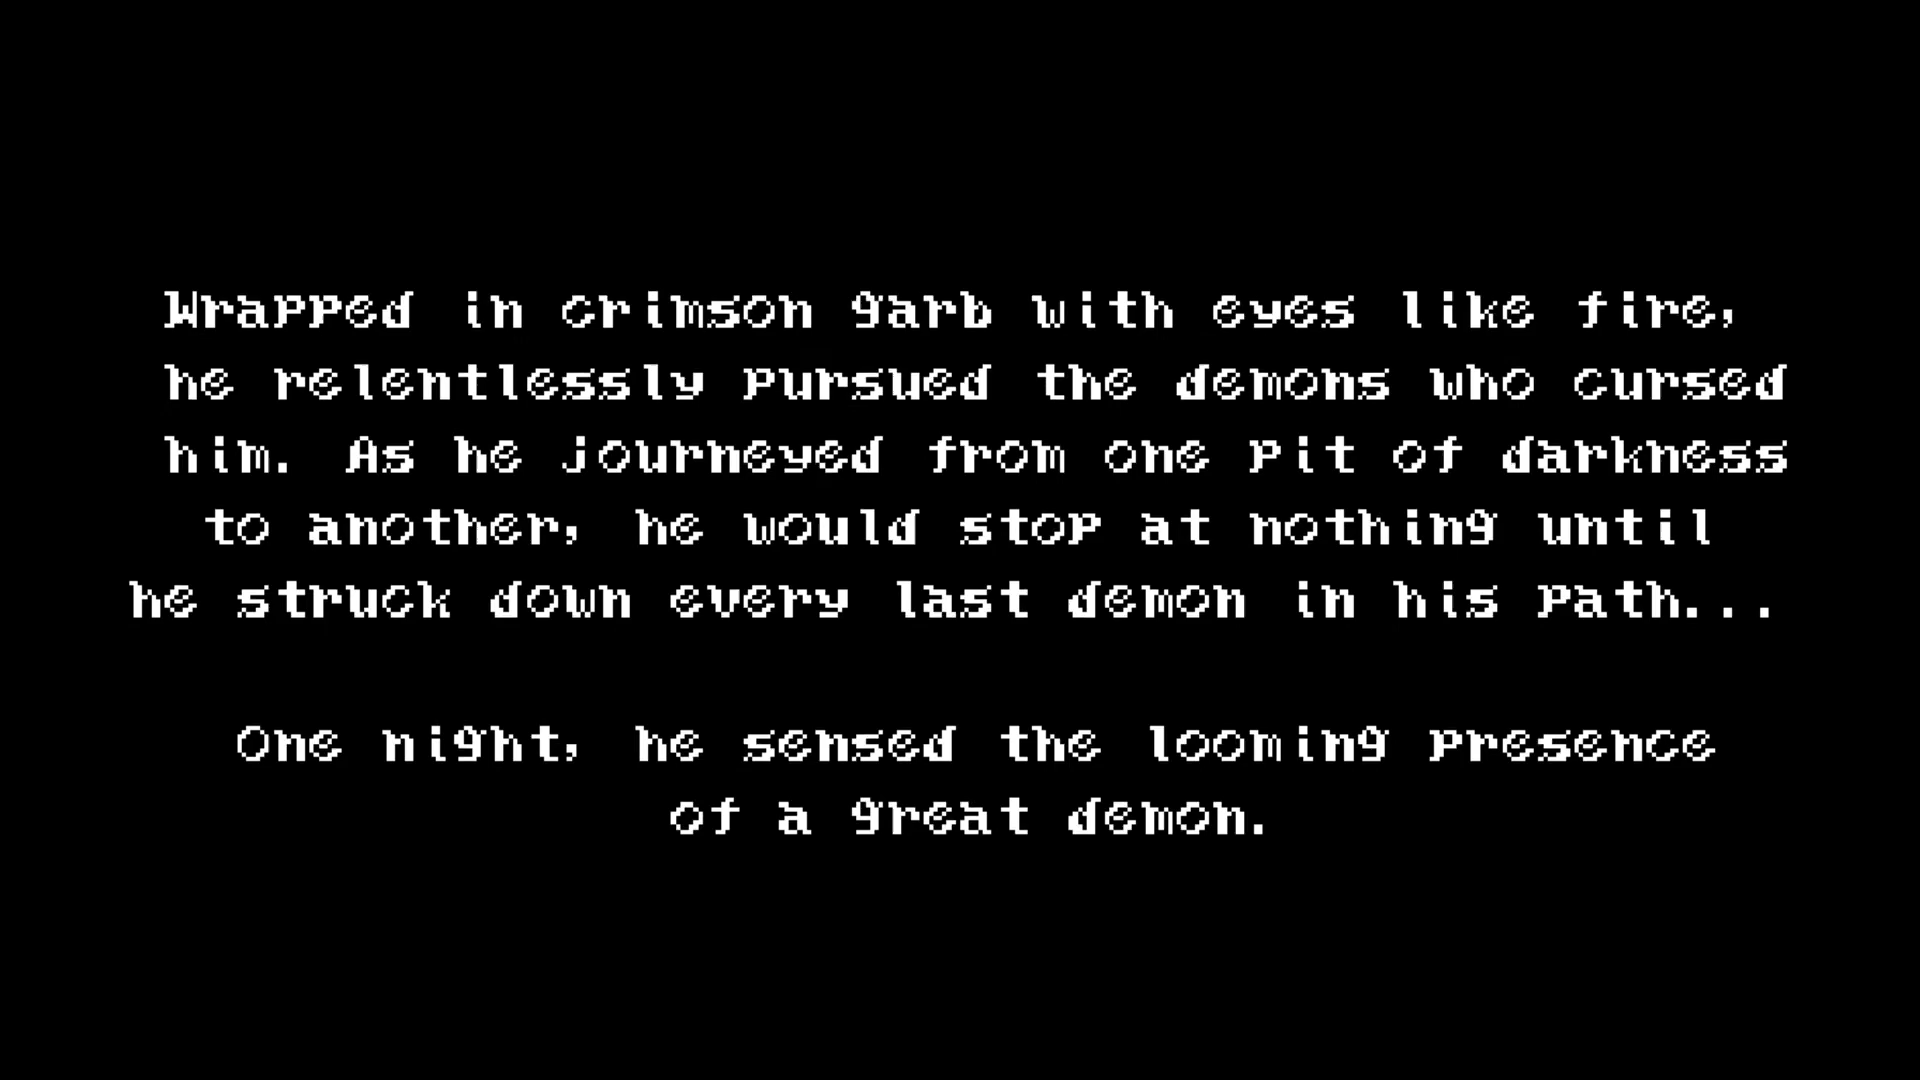 Wrapped in crimson garb with eyes like fire,
he relentlessly pursued the demons who cursed
him. As he journeyed from one pit of darkness
to another, he would stop at nothing until
he struck down every last demon in his path...
One night, he sensed the looming presence
of a great demon.